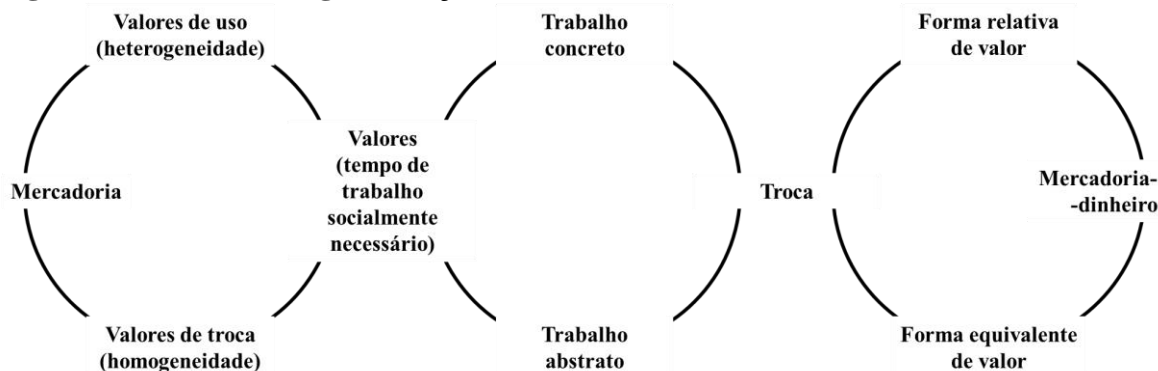 Valores de uso
(heterogeneidade)
Trabalho
concreto
Forma relativa
de valor
Mercadoria
Valores
(tempo de
trabalho
socialmente
necessário)
Troca
Mercadoria-
-dinheiro
Valores de troca
(homogeneidade)
Trabalho
abstrato
Forma equivalente
de valor